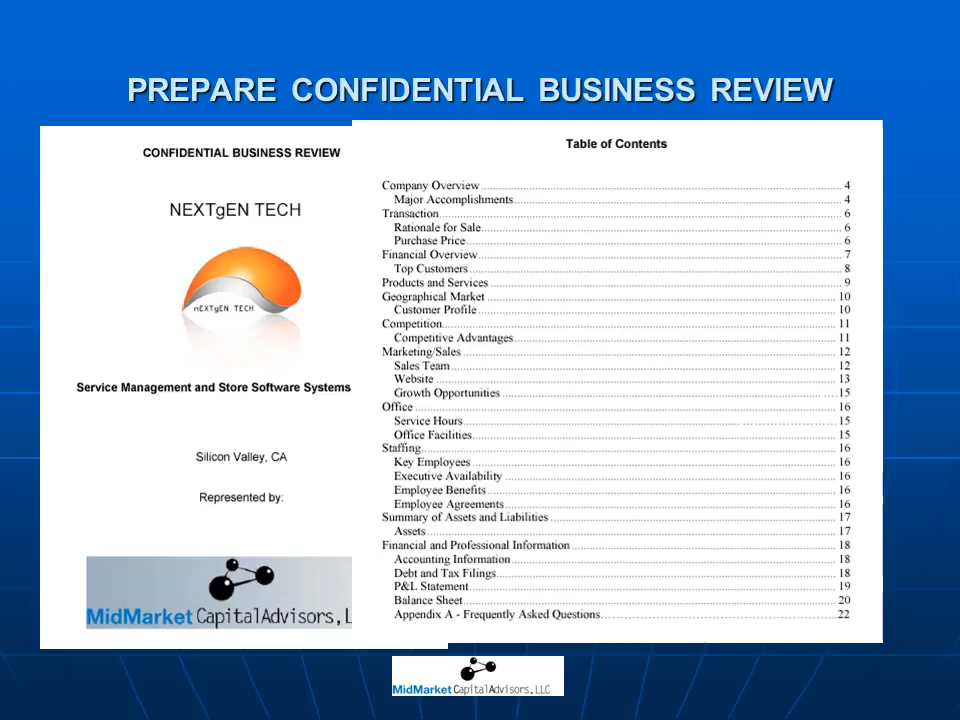 PREPARE CONFIDENTIAL BUSINESS REVIEW
CONFIDENTIAL BUSINESS REVIEW
NEXTgEN TECH
nEXTgEN TECH
Service Management and Store Software Systems
Silicon Valley, CA
Represented by:
MidMarket CapitalAdvisors, L
Table of Contents
Company Overview 4
Major Accomplishments 4
Transaction 6
Rationale for Sale 6
Purchase Price 6
Financial Overview 7
Top Customers 8
Products and Services 9
Geographical Market 10
Customer Profile 10
Competition 11
Competitive Advantages 11
Marketing/Sales 12
Sales Team 12
Website 13
Growth Opportunities 15
Office 16
Service Hours 15
Office Facilities 15
Staffing 16
Key Employees 16
Executive Availability 16
Employee Benefits 16
Employee Agreements 16
Summary of Assets and Liabilities 17
Assets 17
Financial and Professional Information 18
Accounting Information 18
Debt and Tax Filings 18
P&L Statement 19
Balance Sheet 20
Appendix A - Frequently Asked Questions 22
MidMarket CapitalAdvisors, LLC